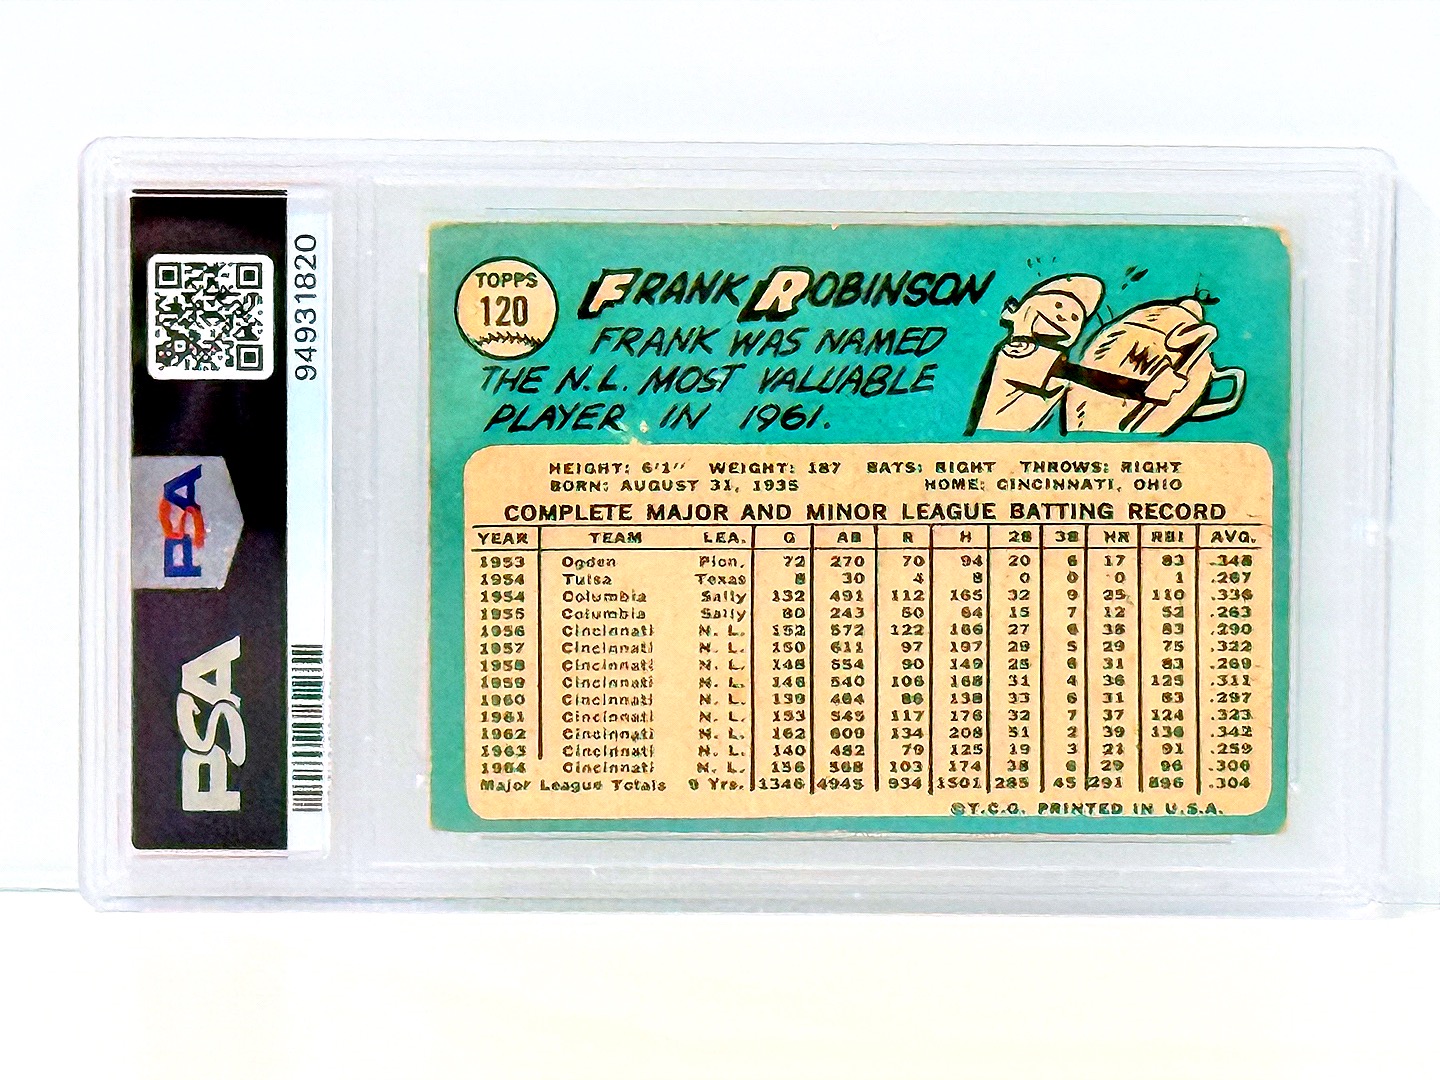 94931820
PSA
PSA
TOPPS
120
FRANK ROBINSON
FRANK WAS NAMED
THE N.L. MOST VALUABLE
PLAYER IN 1961.
MVP
HEIGHT: 6'1" WEIGHT: 187 BATS: RIGHT THROWS: RIGHT
BORN: AUGUST 31, 1935 HOME: CINCINNATI, OHIO
COMPLETE MAJOR AND MINOR LEAGUE BATTING RECORD
YEAR TEAM LEA. G AB R H 2B 3B HR RBI AVG.
1953 Ogden Pion. 72 270 70 94 20 6 17 83 .348
1954 Tulsa Texas 8 30 4 8 0 0 0 1 .267
1954 Columbia Sally 132 491 112 165 32 9 25 110 .336
1955 Columbia Sally 80 243 50 64 15 7 12 52 .263
1956 Cincinnati N. L. 152 572 122 166 27 6 38 83 .290
1957 Cincinnati N. L. 150 611 97 197 29 5 29 75 .322
1958 Cincinnati N. L. 148 554 90 149 25 6 31 83 .269
1959 Cincinnati N. L. 146 540 106 168 31 4 36 125 .311
1960 Cincinnati N. L. 139 464 86 138 33 6 31 83 .297
1961 Cincinnati N. L. 153 545 117 176 32 7 37 124 .323
1962 Cincinnati N. L. 162 609 134 208 51 2 39 136 .342
1963 Cincinnati N. L. 140 482 79 125 19 3 21 91 .259
1964 Cincinnati N. L. 156 568 103 174 38 6 29 96 .306
Major League Totals 9 Yrs. 1346 4945 934 1501 285 45 291 896 .304
©T.C.G. PRINTED IN U.S.A.